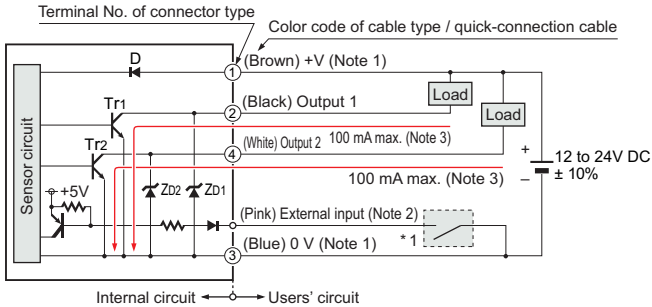 Terminal No. of connector type
Color code of cable type / quick-connection cable
D
1
(Brown) +V (Note 1)
Tr1
2
(Black) Output 1
Load
Load
Tr2
4
(White) Output 2
100 mA max. (Note 3)
Sensor circuit
+
12 to 24V DC
± 10%
–
100 mA max. (Note 3)
+5V
ZD2
ZD1
(Pink) External input (Note 2)
*1
3
(Blue) 0 V (Note 1)
Internal circuit
Users' circuit